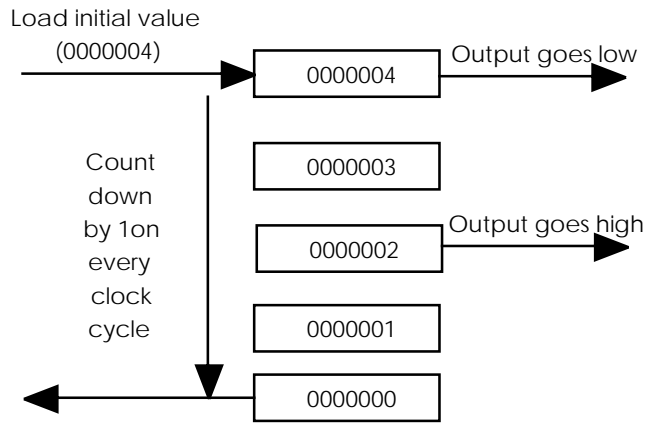 Load initial value
(0000004)
0000004
Output goes low
0000003
Count
down
by 1on
every
clock
cycle
0000002
Output goes high
0000001
0000000